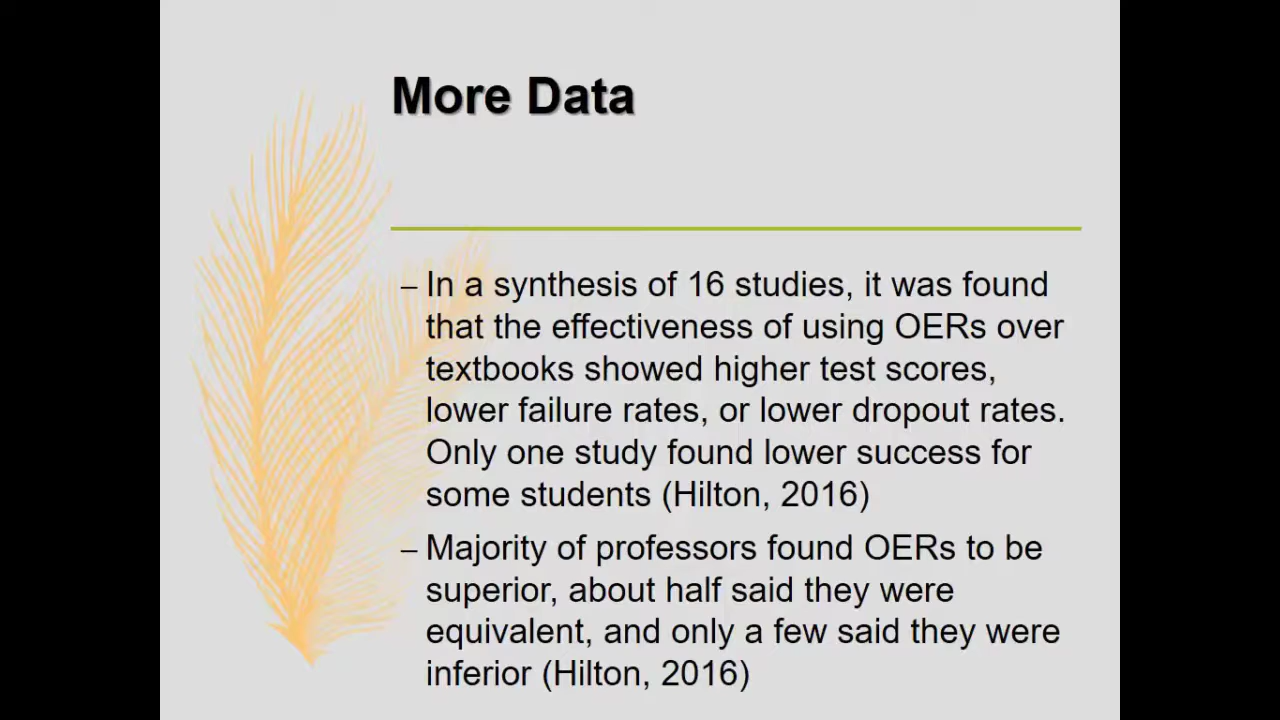 More Data
– In a synthesis of 16 studies, it was found
that the effectiveness of using OERs over
textbooks showed higher test scores,
lower failure rates, or lower dropout rates.
Only one study found lower success for
some students (Hilton, 2016)
– Majority of professors found OERs to be
superior, about half said they were
equivalent, and only a few said they were
inferior (Hilton, 2016)